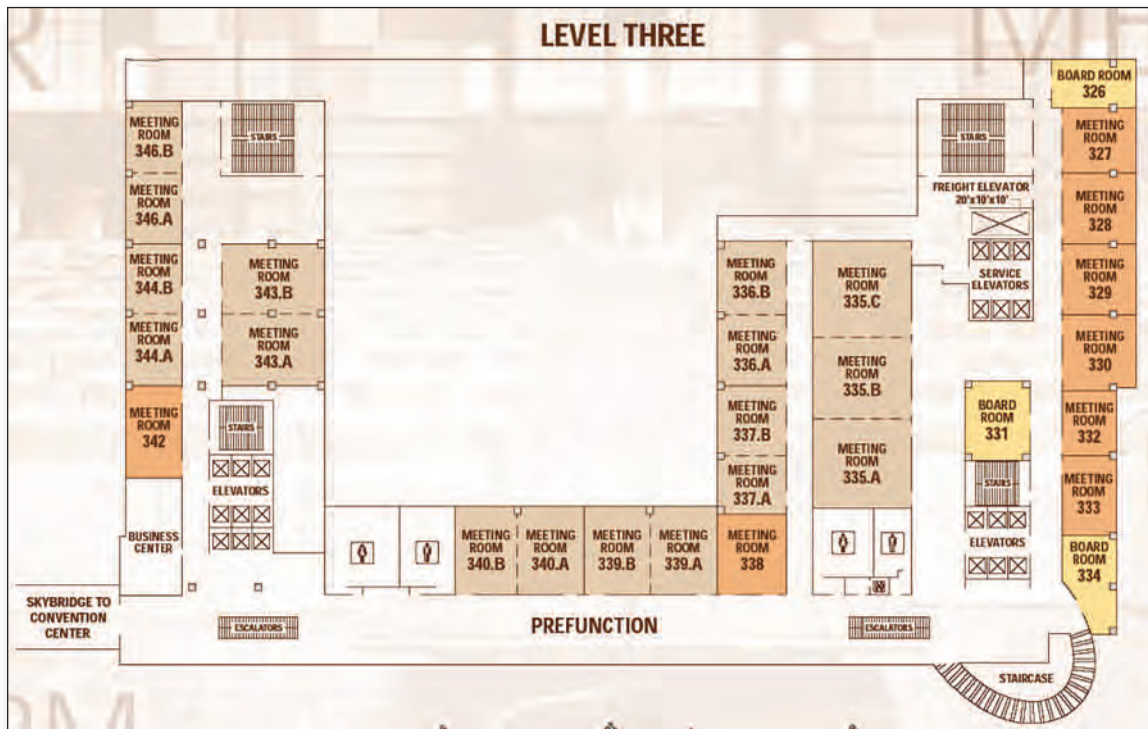 LEVEL THREE
BOARD ROOM
326
MEETING
ROOM
346.B
STAIRS
STAIRS
MEETING
ROOM
327
MEETING
ROOM
346.A
FREIGHT ELEVATOR
20'x10'x10'
MEETING
ROOM
328
MEETING
ROOM
344.B
MEETING
ROOM
343.B
MEETING
ROOM
336.B
MEETING
ROOM
335.C
SERVICE
ELEVATORS
MEETING
ROOM
329
MEETING
ROOM
344.A
MEETING
ROOM
343.A
MEETING
ROOM
336.A
MEETING
ROOM
335.B
MEETING
ROOM
330
MEETING
ROOM
342
STAIRS
MEETING
ROOM
337.B
BOARD
ROOM
331
MEETING
ROOM
332
ELEVATORS
MEETING
ROOM
337.A
MEETING
ROOM
335.A
STAIRS
MEETING
ROOM
333
BUSINESS
CENTER
MEETING
ROOM
340.B
MEETING
ROOM
340.A
MEETING
ROOM
339.B
MEETING
ROOM
339.A
MEETING
ROOM
338
ELEVATORS
BOARD
ROOM
334
SKYBRIDGE TO
CONVENTION
CENTER
ESCALATORS
PREFUNCTION
ESCALATORS
STAIRCASE